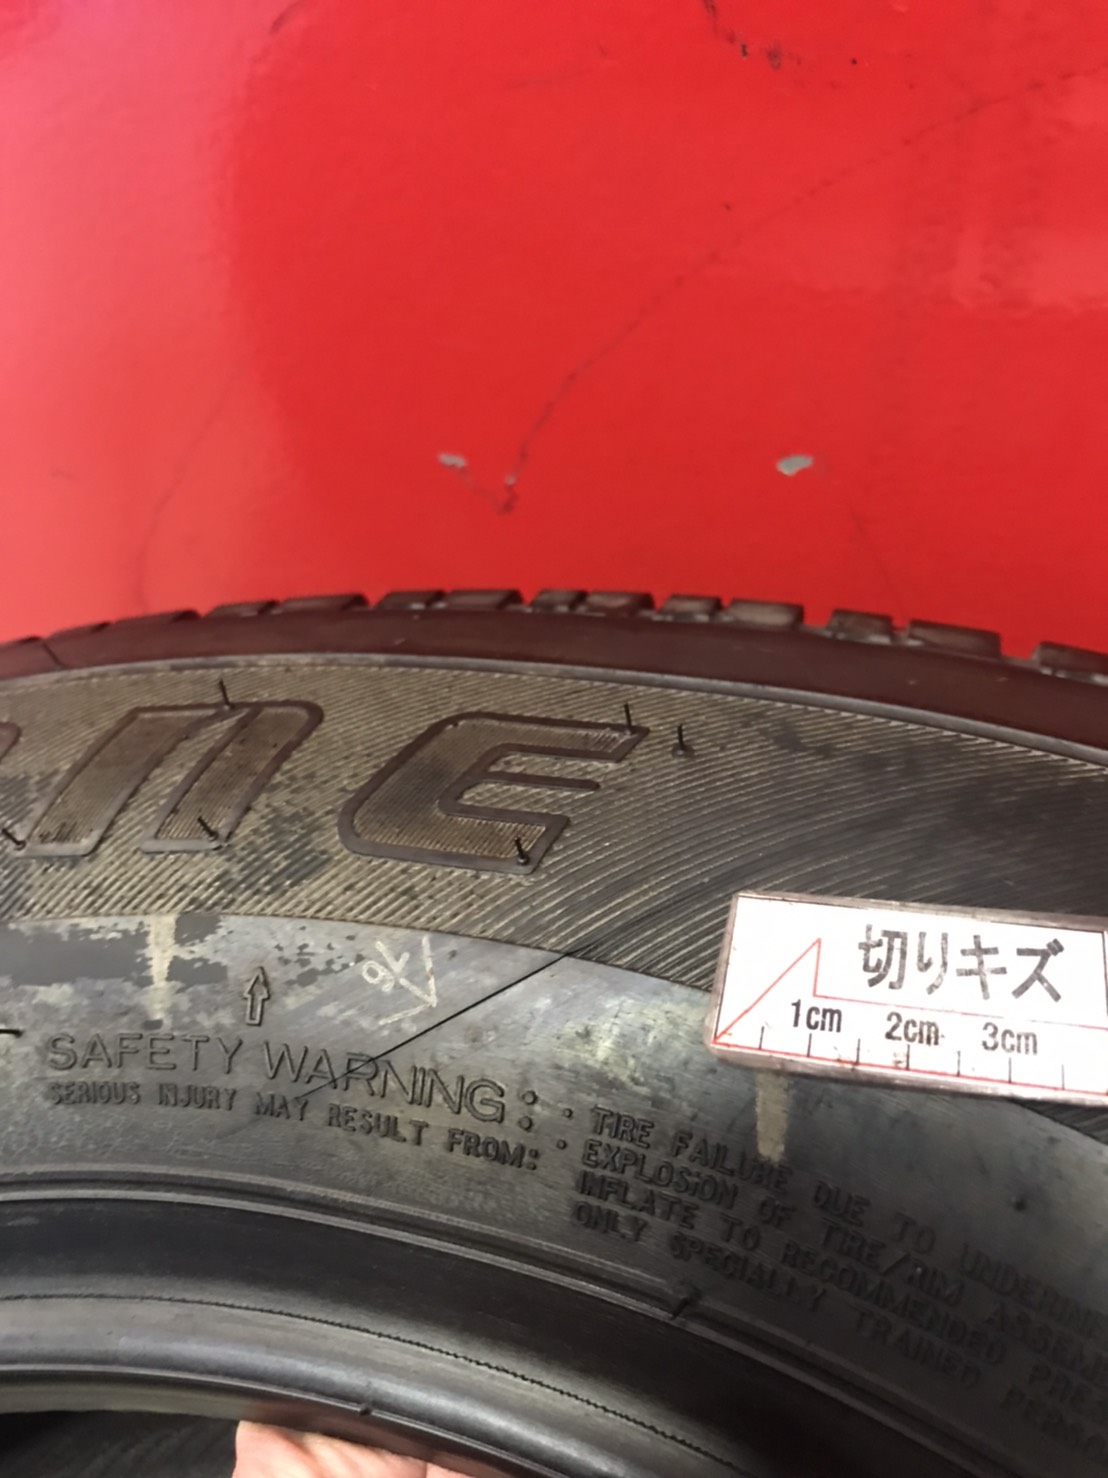 NE
切りキズ
1cm 2cm 3cm
SAFETY WARNING:
SERIOUS INJURY MAY RESULT FROM:
· TIRE FAILURE DUE TO
· EXPLOSION OF TIRE/RIM
INFLATE TO RECOMMENDED
ONLY SPECIALLY TRAINED